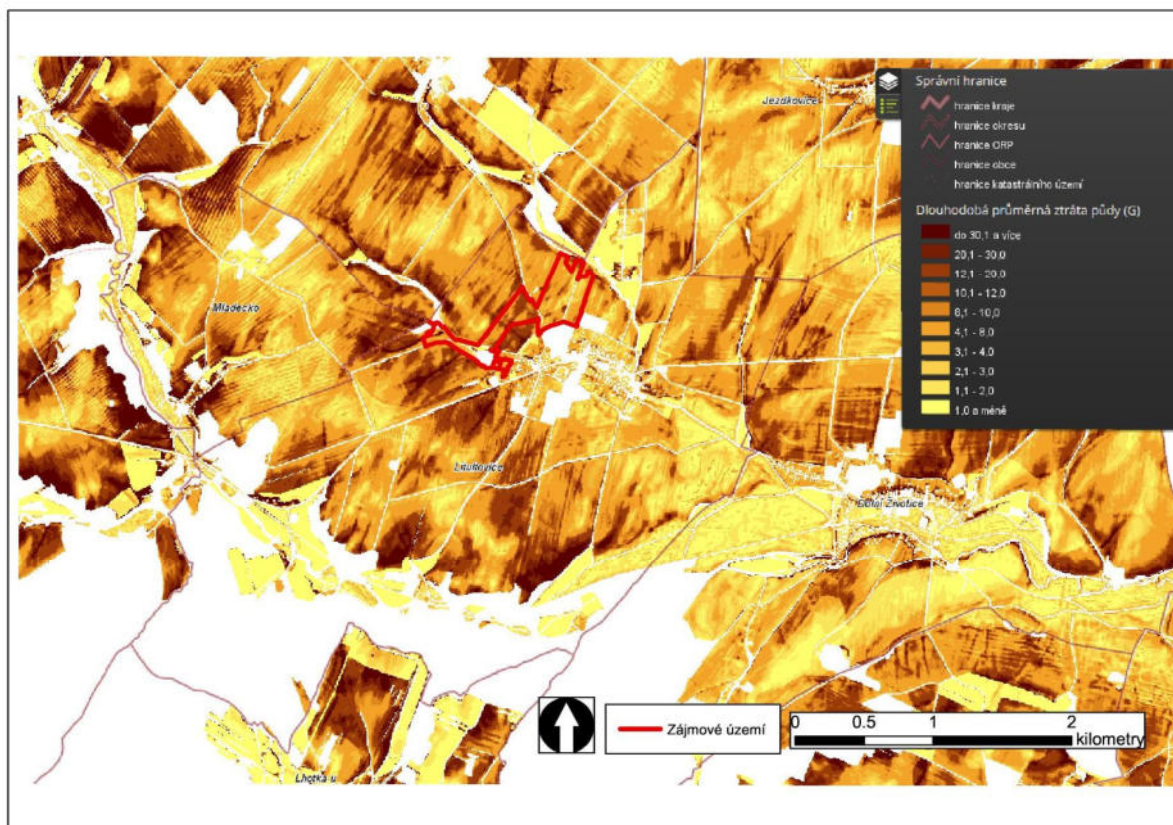 Jezdkovice
Správní hranice
hranice kraje
hranice okresu
hranice ORP
hranice obce
hranice katastrálního území
Dlouhodobá průměrná ztráta půdy (G)
do 30,1 a více
20,1 - 30,0
12,1 - 20,0
10,1 - 12,0
8,1 - 10,0
4,1 - 8,0
3,1 - 4,0
2,1 - 3,0
1,1 - 2,0
1,0 a méně
Mladecko
Litultovice
Dolní Životice
Zájmové území
0 0.5 1 2
kilometry
Lhotka u